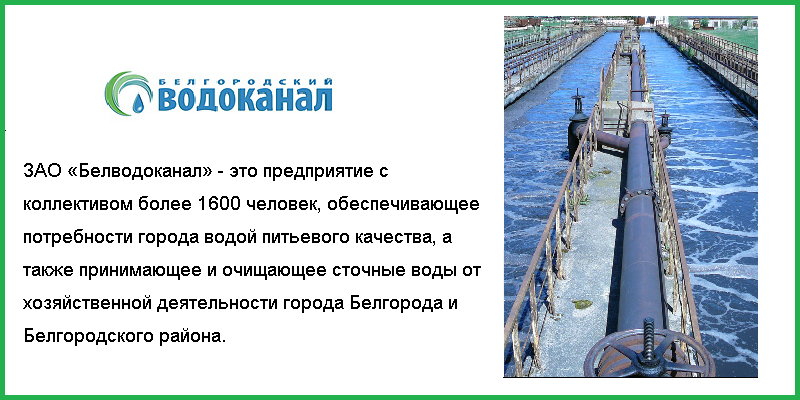 БЕЛГОРОДСКИЙ
ВОДОКАНАЛ
ЗАО «Белводоканал» - это предприятие с
коллективом более 1600 человек, обеспечивающее
потребности города водой питьевого качества, а
также принимающее и очищающее сточные воды от
хозяйственной деятельности города Белгорода и
Белгородского района.